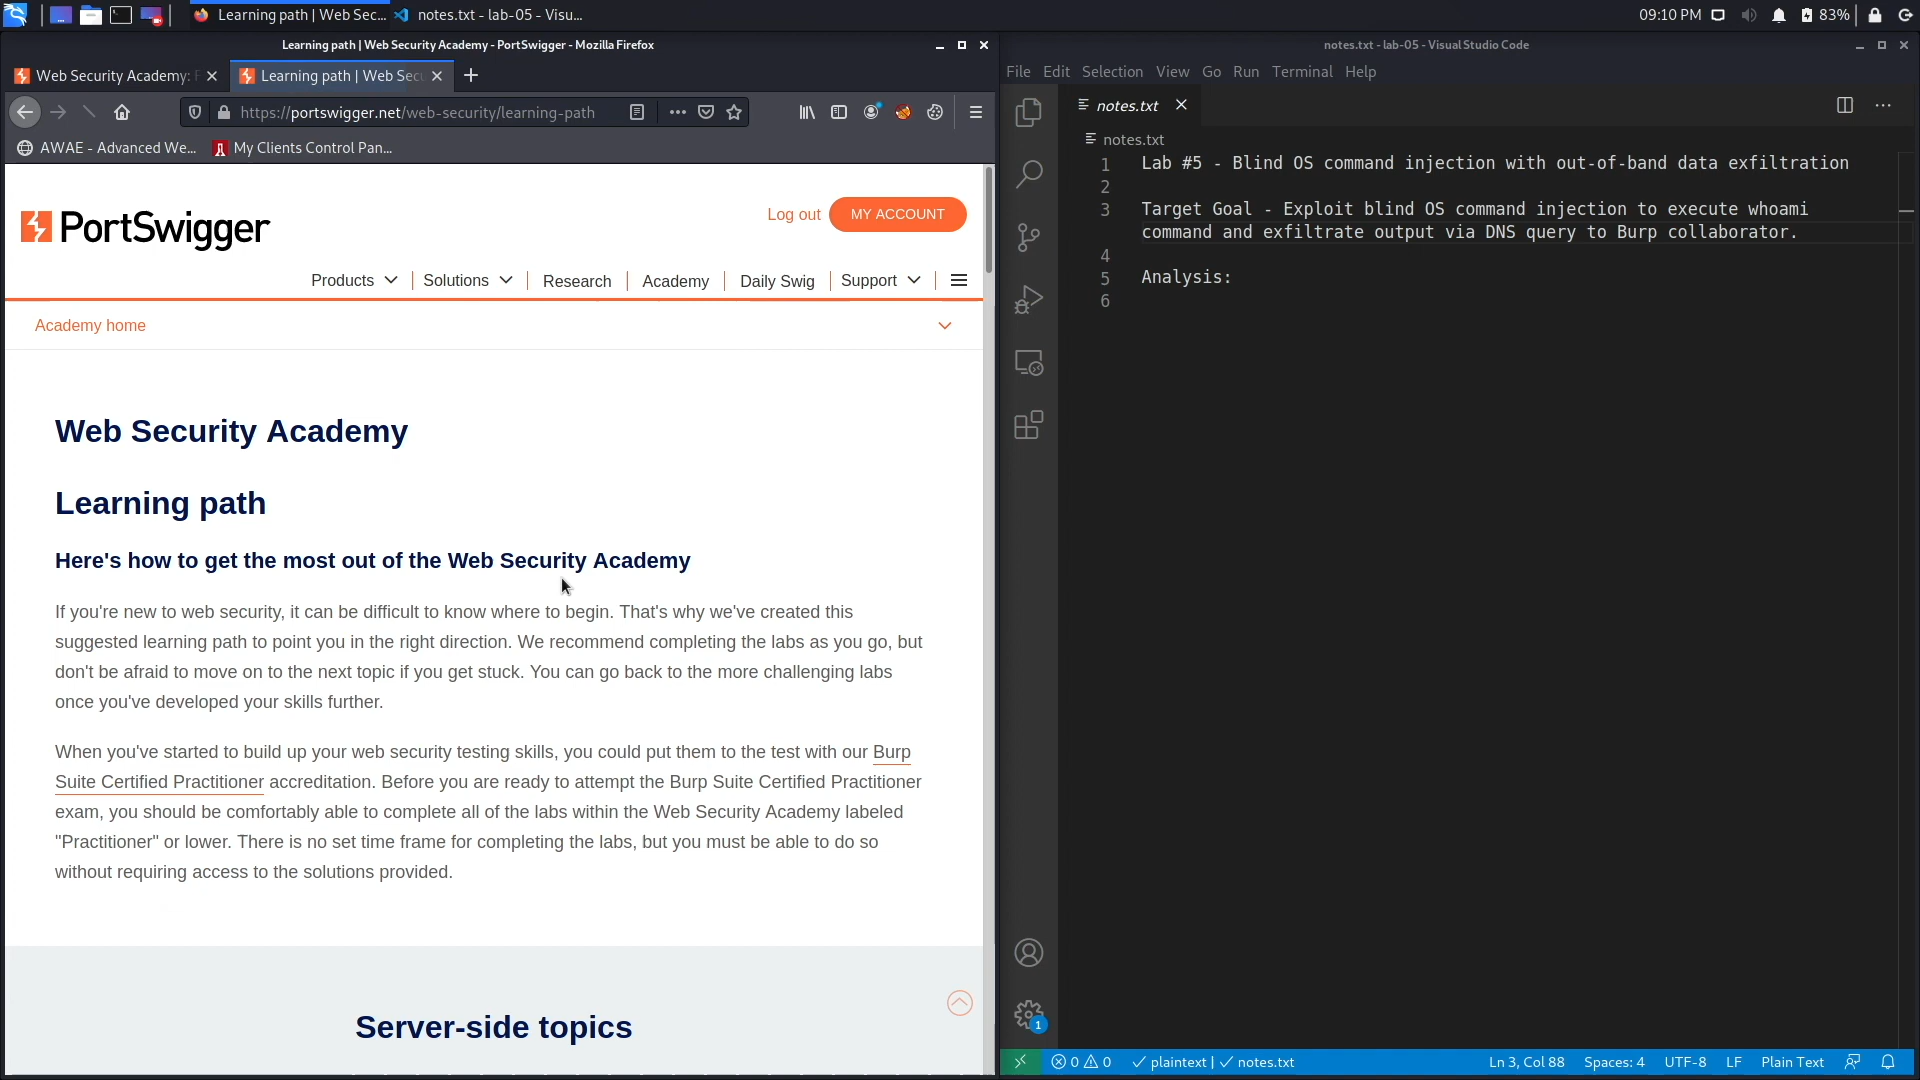 Learning path | Web Sec...
notes.txt - lab-05 - Visu...
09:10 PM
83%
Learning path | Web Security Academy - PortSwigger - Mozilla Firefox
Web Security Academy: F
Learning path | Web Sec
https://portswigger.net/web-security/learning-path
AWAE - Advanced We...
My Clients Control Pan...
PortSwigger
Log out
MY ACCOUNT
Products
Solutions
Research
Academy
Daily Swig
Support
Academy home
Web Security Academy
Learning path
Here's how to get the most out of the Web Security Academy
If you're new to web security, it can be difficult to know where to begin. That's why we've created this
suggested learning path to point you in the right direction. We recommend completing the labs as you go, but
don't be afraid to move on to the next topic if you get stuck. You can go back to the more challenging labs
once you've developed your skills further.
When you've started to build up your web security testing skills, you could put them to the test with our Burp
Suite Certified Practitioner accreditation. Before you are ready to attempt the Burp Suite Certified Practitioner
exam, you should be comfortably able to complete all of the labs within the Web Security Academy labeled
"Practitioner" or lower. There is no set time frame for completing the labs, but you must be able to do so
without requiring access to the solutions provided.
Server-side topics
notes.txt - lab-05 - Visual Studio Code
File Edit Selection View Go Run Terminal Help
notes.txt
notes.txt
1 Lab #5 - Blind OS command injection with out-of-band data exfiltration
2
3 Target Goal - Exploit blind OS command injection to execute whoami
command and exfiltrate output via DNS query to Burp collaborator.
4
5 Analysis:
6
1
0 0 plaintext | notes.txt
Ln 3, Col 88 Spaces: 4 UTF-8 LF Plain Text